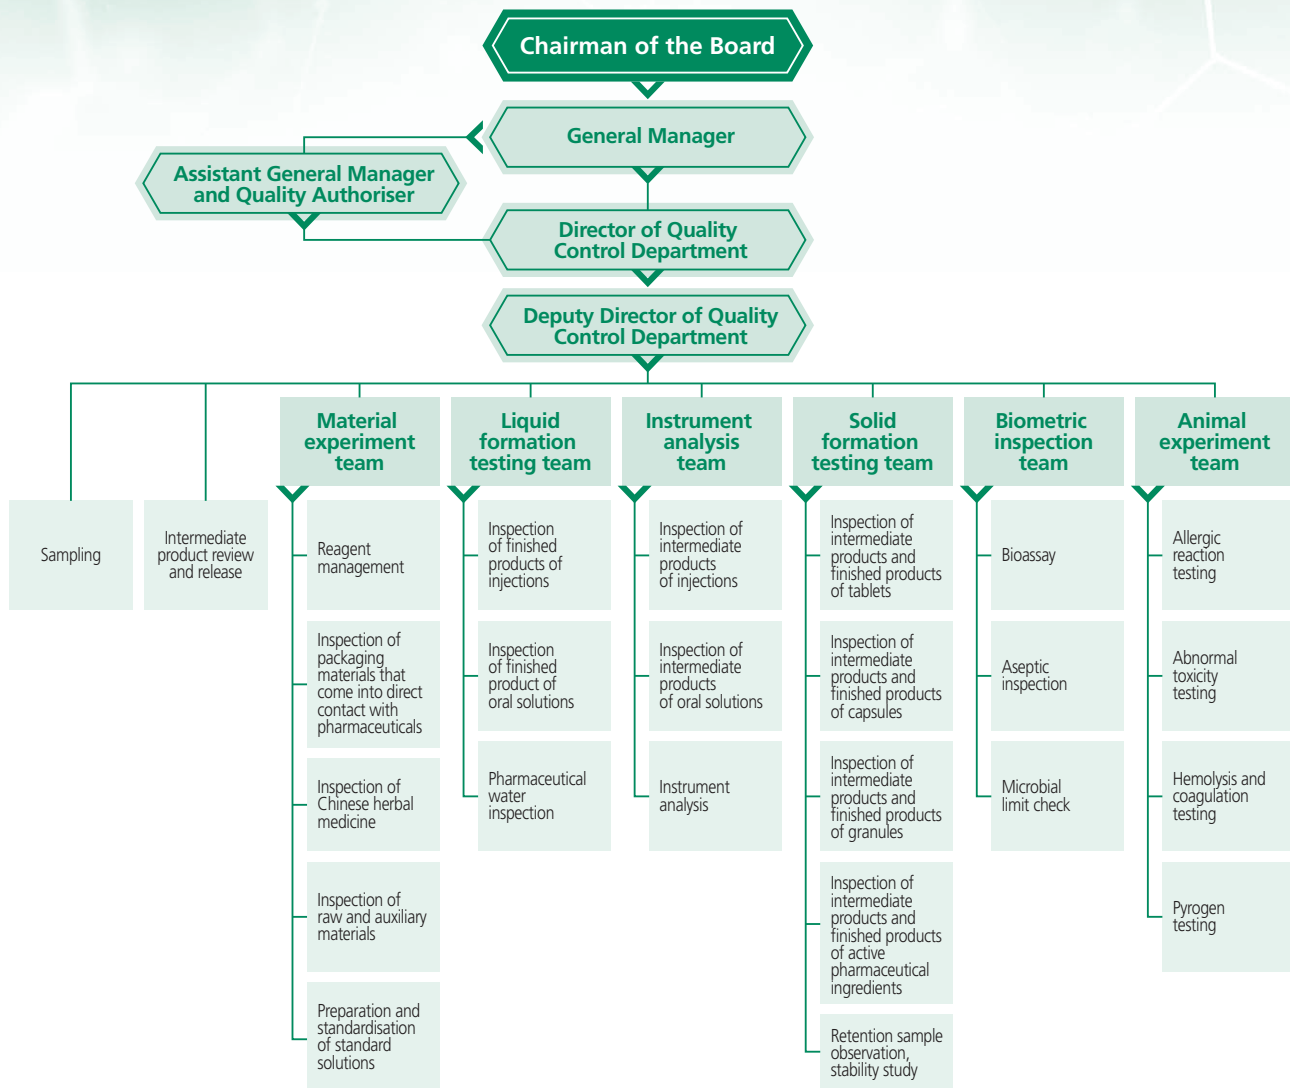 Chairman of the Board
General Manager
Assistant General Manager
and Quality Authoriser
Director of Quality
Control Department
Deputy Director of Quality
Control Department
Sampling
Intermediate
product review
and release
Material
experiment
team
Reagent
management
Inspection of
packaging
materials that
come into direct
contact with
pharmaceuticals
Inspection of
Chinese herbal
medicine
Inspection of
raw and auxiliary
materials
Preparation and
standardisation
of standard
solutions
Liquid
formation
testing team
Inspection
of finished
products of
injections
Inspection
of finished
product of
oral solutions
Pharmaceutical
water
inspection
Instrument
analysis
team
Inspection of
intermediate
products
of injections
Inspection of
intermediate
products
of oral solutions
Instrument
analysis
Solid
formation
testing team
Inspection of
intermediate
products and
finished products
of tablets
Inspection of
intermediate
products and
finished products
of capsules
Inspection of
intermediate
products and
finished products
of granules
Inspection of
intermediate
products and
finished products
of active
pharmaceutical
ingredients
Retention sample
observation,
stability study
Biometric
inspection
team
Bioassay
Aseptic
inspection
Microbial
limit check
Animal
experiment
team
Allergic
reaction
testing
Abnormal
toxicity
testing
Hemolysis and
coagulation
testing
Pyrogen
testing